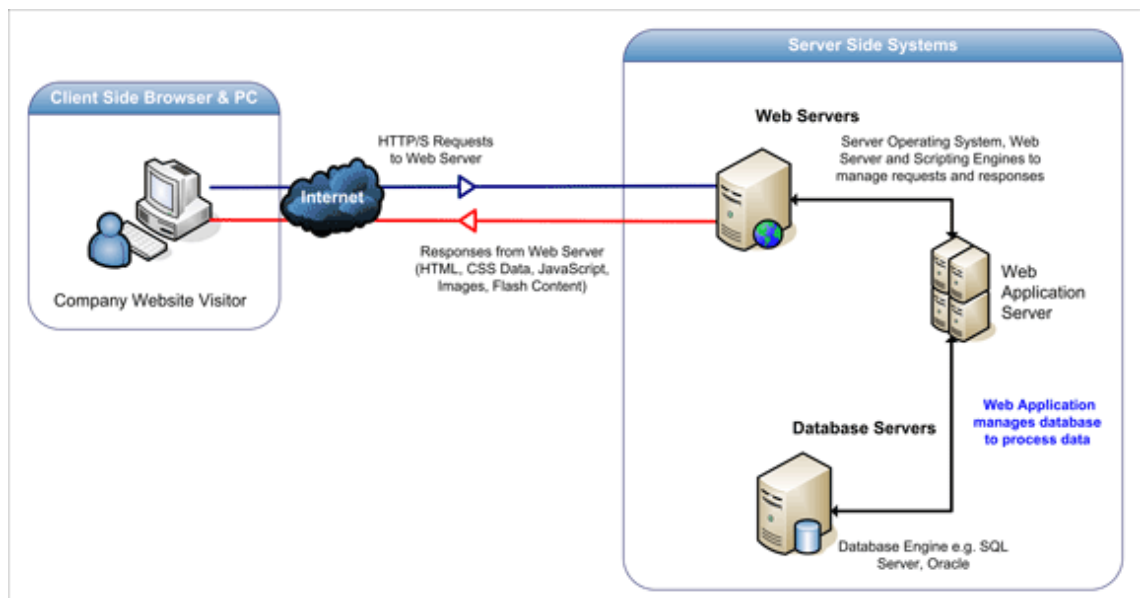 Server Side Systems
Client Side Browser & PC
Web Servers
HTTP/S Requests
to Web Server
Server Operating System, Web
Server and Scripting Engines to
manage requests and responses
Internet
Responses from Web Server
(HTML, CSS Data, JavaScript,
Images, Flash Content)
Company Website Visitor
Web
Application
Server
Web Application
manages database
to process data
Database Servers
Database Engine e.g. SQL
Server, Oracle